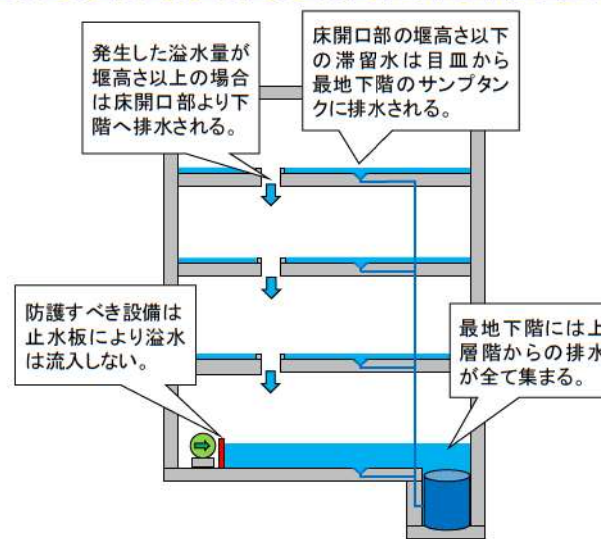 発生した溢水量が
堰高さ以上の場合
は床開口部より下
階へ排水される。
床開口部の堰高さ以下
の滞留水は目皿から
最地下階のサンプタン
クに排水される。
防護すべき設備は
止水板により溢水
は流入しない。
最地下階には上
層階からの排水
が全て集まる。